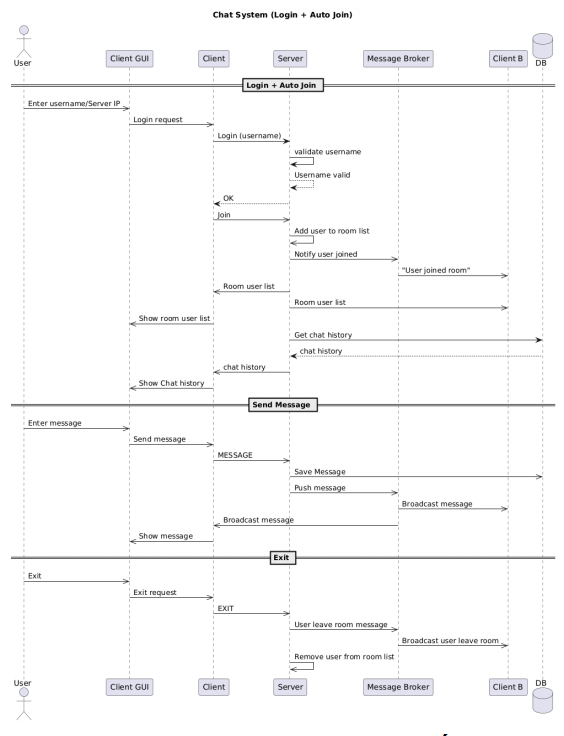 Chat System (Login + Auto Join)
User
Client GUI
Client
Server
Message Broker
Client B
DB
Login + Auto Join
Enter username/Server IP
Login request
Login (username)
validate username
Username valid
OK
Join
Add user to room list
Notify user joined
"User joined room"
Room user list
Room user list
Show room user list
Get chat history
chat history
chat history
Show Chat history
Send Message
Enter message
Send message
MESSAGE
Save Message
Push message
Broadcast message
Broadcast message
Show message
Exit
Exit
Exit request
EXIT
User leave room message
Broadcast user leave room
Remove user from room list
User
Client GUI
Client
Server
Message Broker
Client B
DB